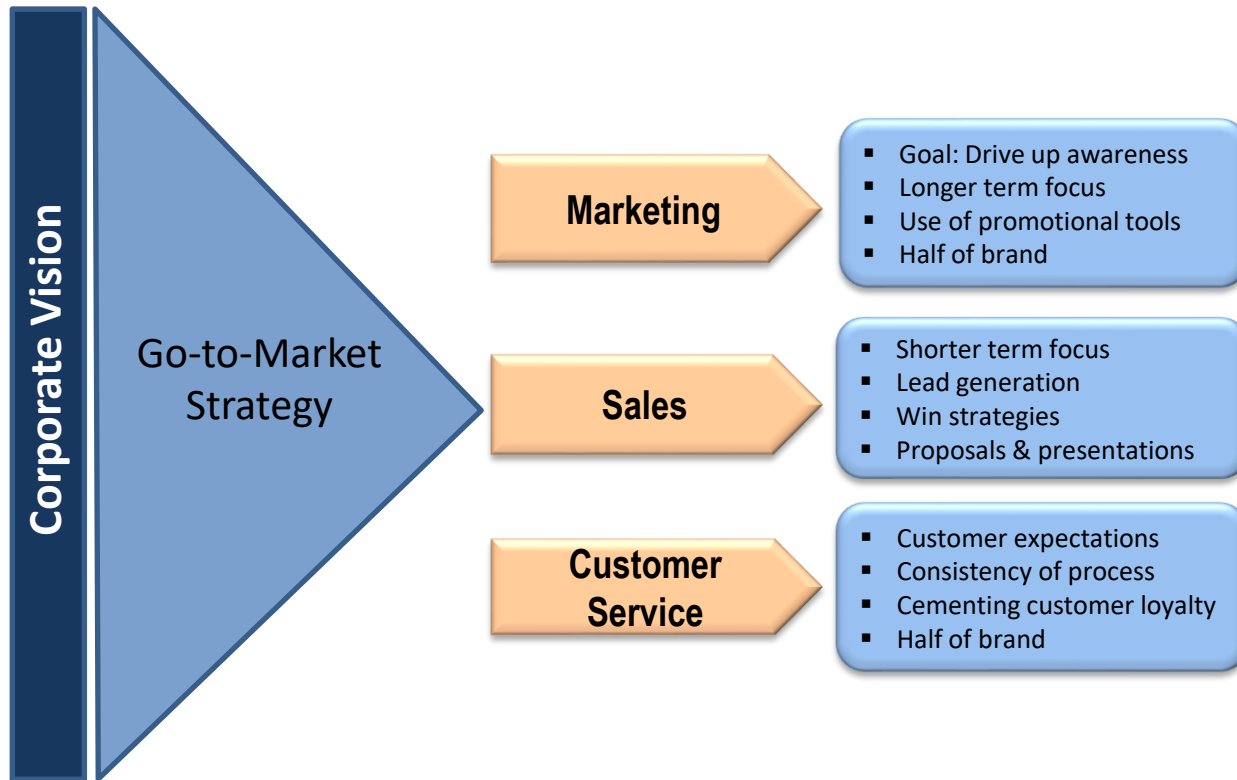 Corporate Vision
Go-to-Market
Strategy
Marketing
▪ Goal: Drive up awareness
▪ Longer term focus
▪ Use of promotional tools
▪ Half of brand
Sales
▪ Shorter term focus
▪ Lead generation
▪ Win strategies
▪ Proposals & presentations
Customer
Service
▪ Customer expectations
▪ Consistency of process
▪ Cementing customer loyalty
▪ Half of brand